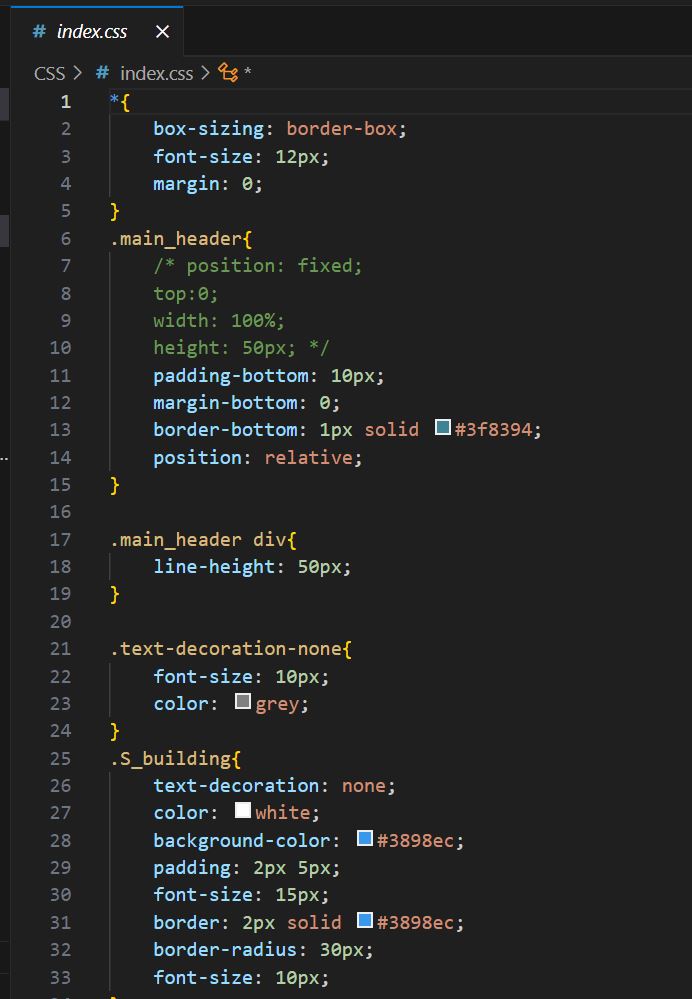 # index.css ×
CSS > # index.css > *
1 *{
2 box-sizing: border-box;
3 font-size: 12px;
4 margin: 0;
5 }
6 .main_header{
7 /* position: fixed;
8 top:0;
9 width: 100%;
10 height: 50px; */
11 padding-bottom: 10px;
12 margin-bottom: 0;
13 border-bottom: 1px solid #3f8394;
14 position: relative;
15 }
16
17 .main_header div{
18 line-height: 50px;
19 }
20
21 .text-decoration-none{
22 font-size: 10px;
23 color: grey;
24 }
25 .S_building{
26 text-decoration: none;
27 color: white;
28 background-color: #3898ec;
29 padding: 2px 5px;
30 font-size: 15px;
31 border: 2px solid #3898ec;
32 border-radius: 30px;
33 font-size: 10px;